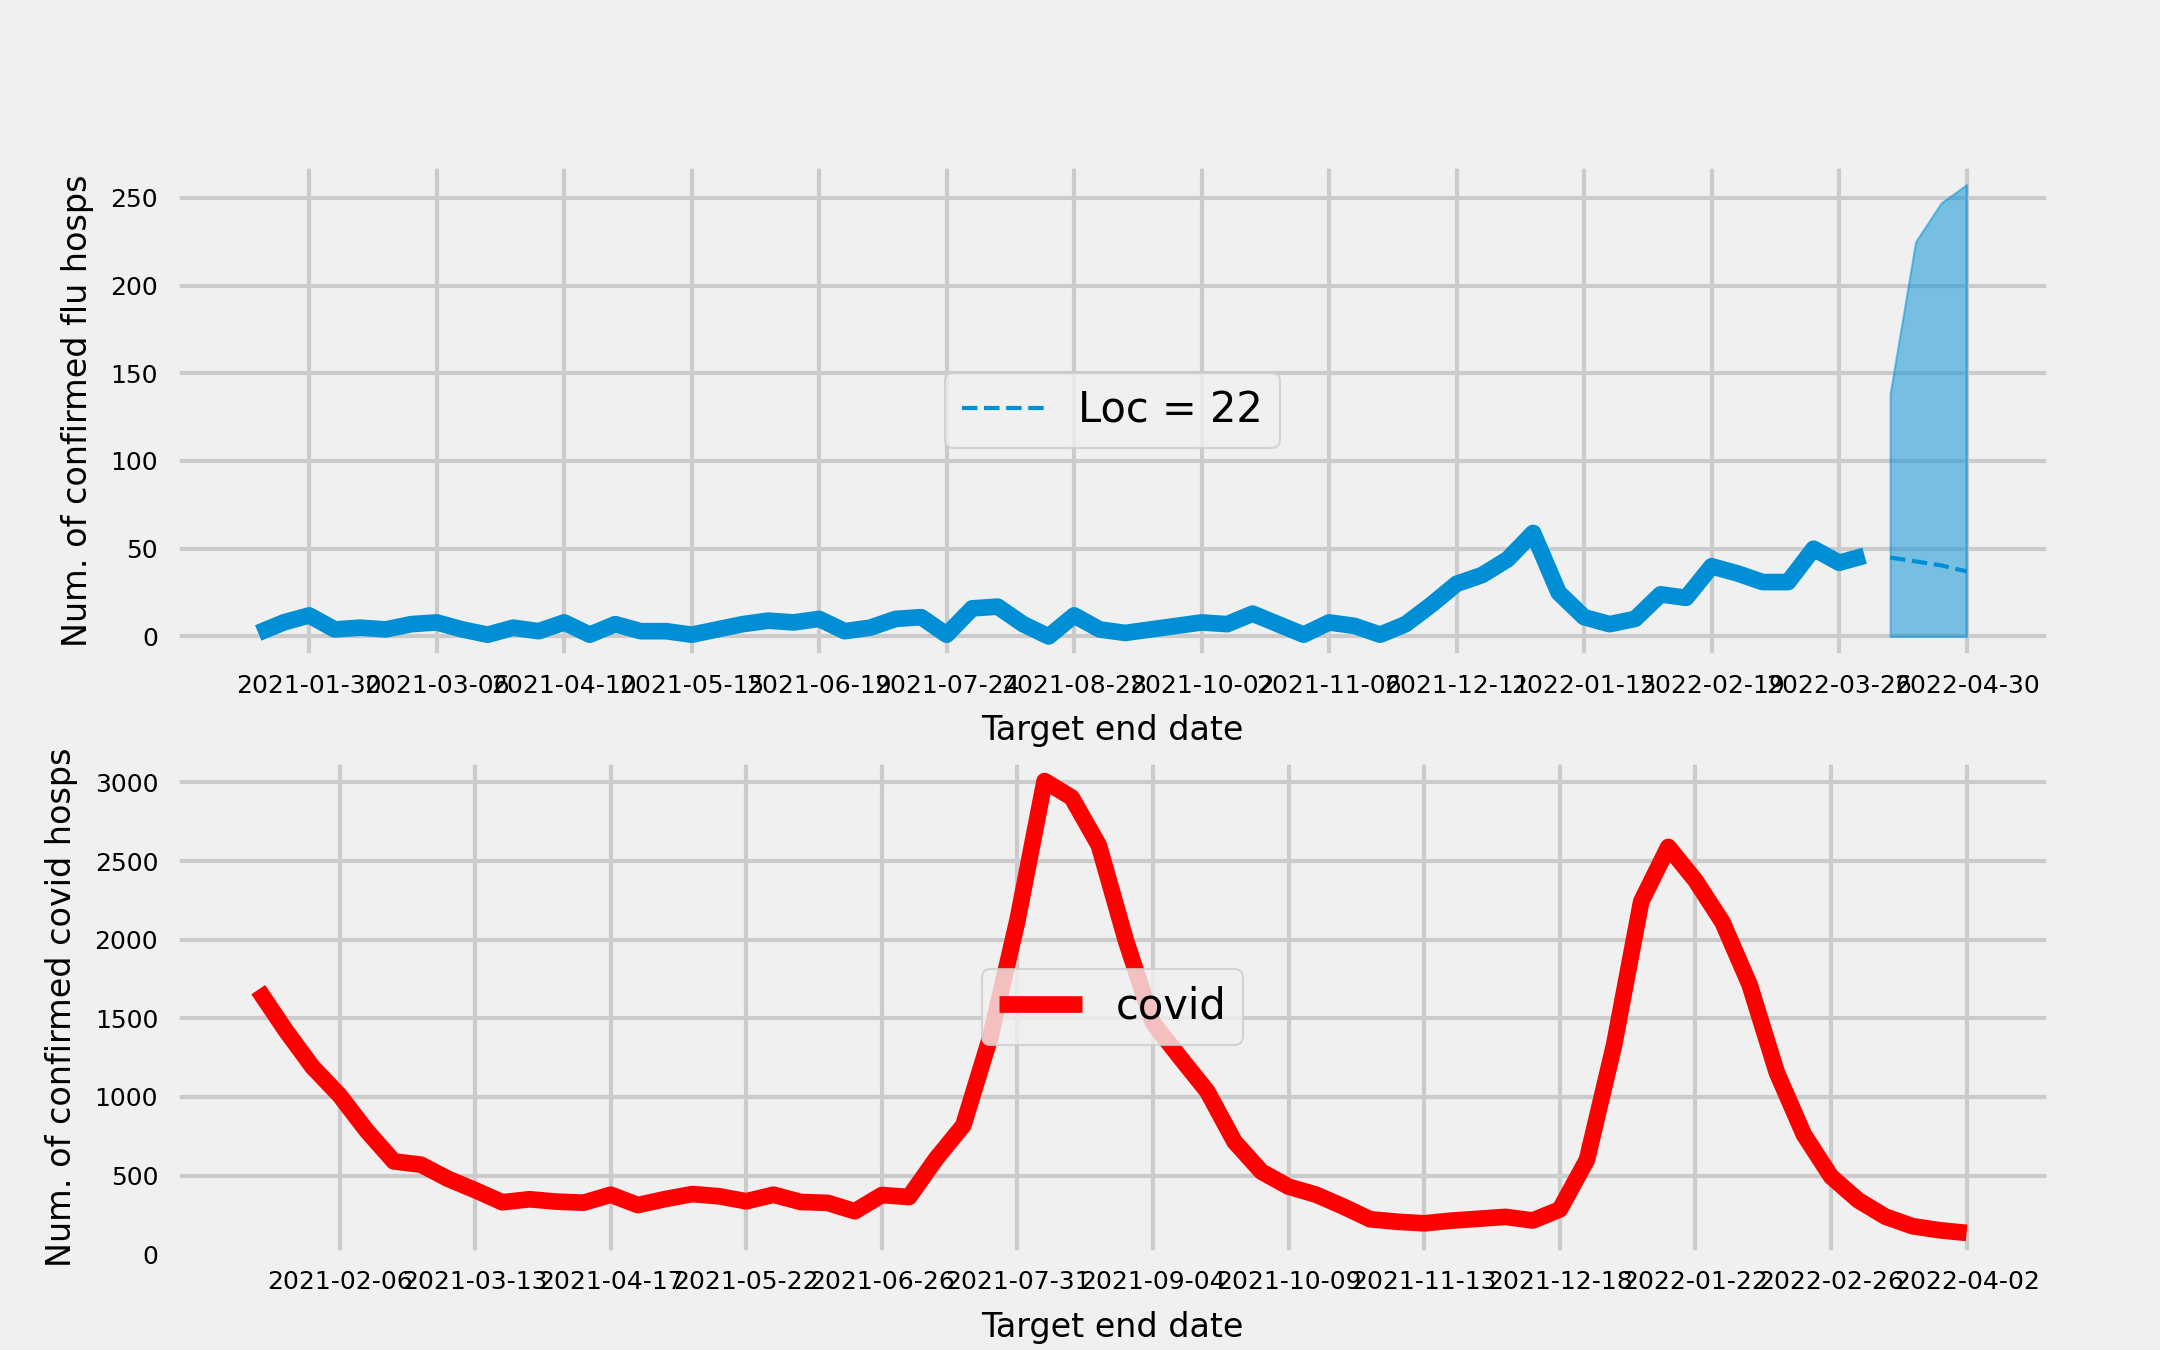 Num. of confirmed flu hosps
250
200
150
100
50
0
Loc = 22
2021-01-30 2021-03-06 2021-04-10 2021-05-15 2021-06-19 2021-07-24 2021-08-28 2021-10-02 2021-11-06 2021-12-11 2022-01-15 2022-02-19 2022-03-26 2022-04-30
Target end date
Num. of confirmed covid hosps
3000
2500
2000
1500
1000
500
0
covid
2021-02-06 2021-03-13 2021-04-17 2021-05-22 2021-06-26 2021-07-31 2021-09-04 2021-10-09 2021-11-13 2021-12-18 2022-01-22 2022-02-26 2022-04-02
Target end date